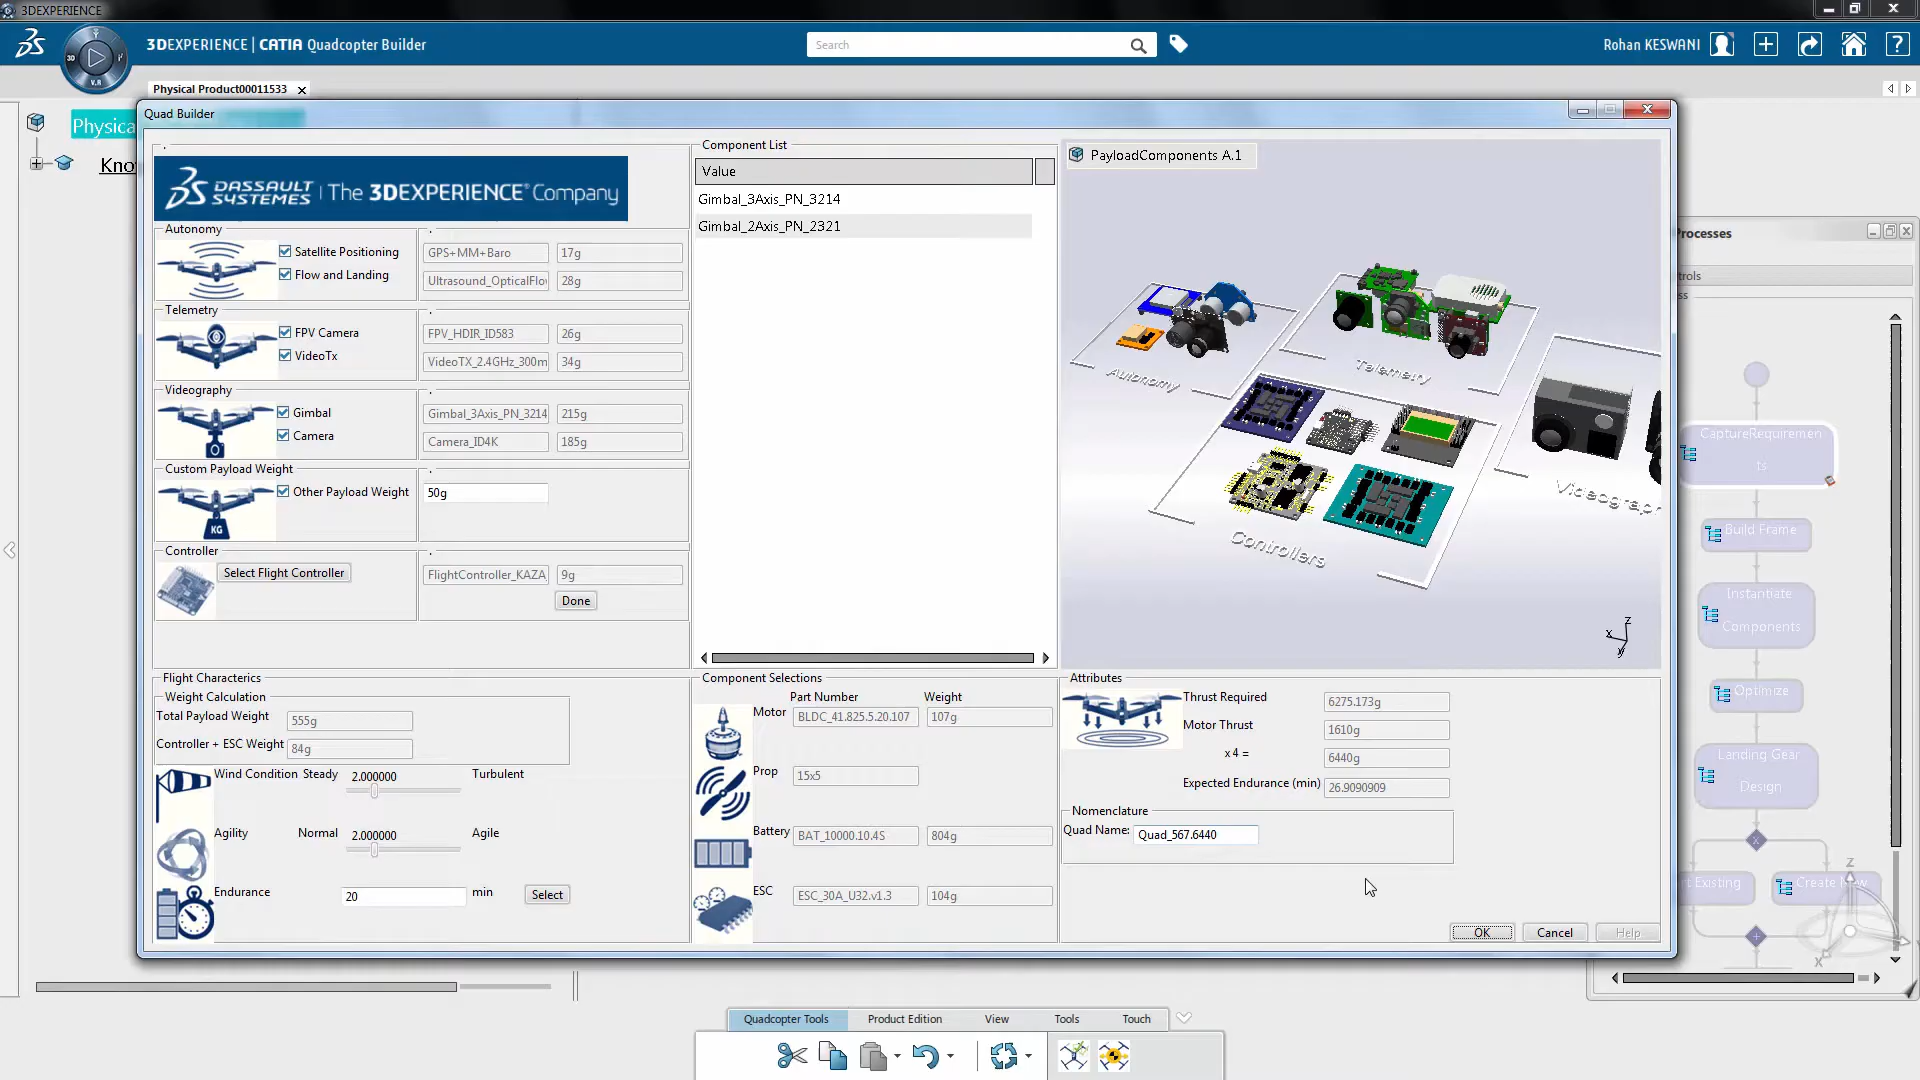 3DEXPERIENCE
3DEXPERIENCE | CATIA Quadcopter Builder
Search
Rohan KESWANI
3D
V.R
Physical Product00011533
Physica
Kno
Quad Builder
DASSAULT SYSTEMES | The 3DEXPERIENCE® Company
Autonomy
Satellite Positioning
GPS+MM+Baro
17g
Flow and Landing
Ultrasound_OpticalFlo
28g
Telemetry
FPV Camera
FPV_HDIR_ID583
26g
VideoTx
VideoTX_2.4GHz_300m
34g
Videography
Gimbal
Gimbal_3Axis_PN_3214
215g
Camera
Camera_ID4K
185g
Custom Payload Weight
Other Payload Weight
50g
KG
Controller
Select Flight Controller
FlightController_KAZA
9g
Done
Component List
Value
Gimbal_3Axis_PN_3214
Gimbal_2Axis_PN_2321
PayloadComponents A.1
Autonomy
Telemetry
Controllers
Videograp
z
x
y
Flight Characterics
Weight Calculation
Total Payload Weight
555g
Controller + ESC Weight
84g
Wind Condition Steady
2.000000
Turbulent
Agility
Normal
2.000000
Agile
Endurance
20
min
Select
Component Selections
Part Number
Weight
Motor
BLDC_41.825.5.20.107
107g
Prop
15x5
Battery
BAT_10000.10.4S
804g
ESC
ESC_30A_U32.v1.3
104g
Attributes
Thrust Required
6275.173g
Motor Thrust
1610g
x 4 =
6440g
Expected Endurance (min)
26.9090909
Nomenclature
Quad Name:
Quad_567.6440
OK
Cancel
Help
Processes
trols
ss
CaptureRequiremen
ts
Build Frame
Instantiate
Components
Optimize
Landing Gear
Design
X
rt Existing
Z
X
Quadcopter Tools
Product Edition
View
Tools
Touch